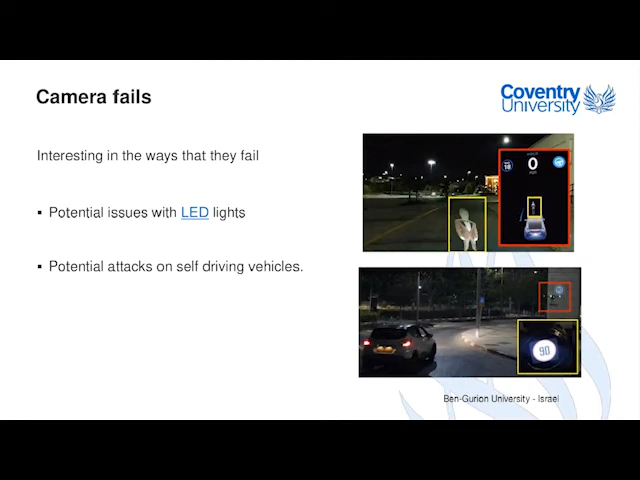 Camera fails
Coventry
University
Interesting in the ways that they fail
▪ Potential issues with LED lights
▪ Potential attacks on self driving vehicles.
18
0
90
Ben-Gurion University - Israel